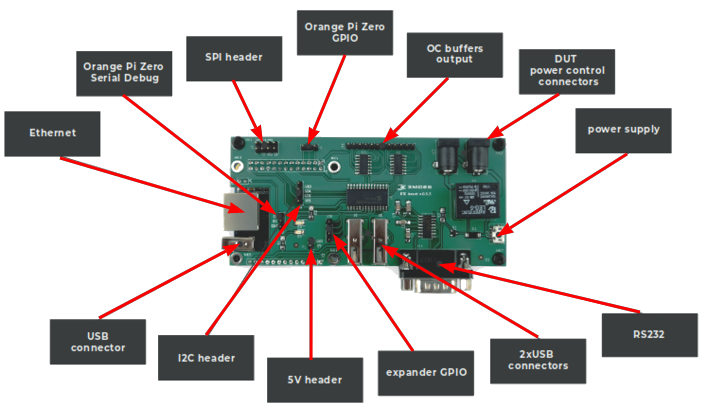 Orange Pi Zero
GPIO
SPI header
OC buffers
output
Orange Pi Zero
Serial Debug
DUT
power control
connectors
Ethernet
power supply
USB
connector
I2C header
5V header
expander GPIO
2xUSB
connectors
RS232